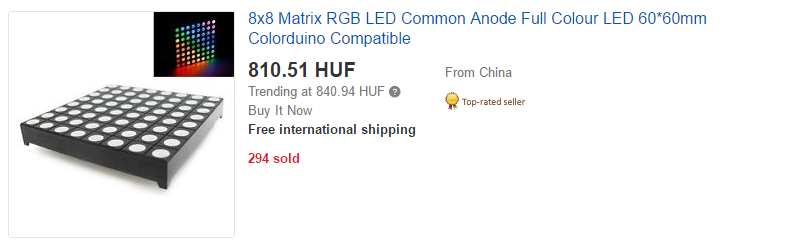 8x8 Matrix RGB LED Common Anode Full Colour LED 60*60mm
Colorduino Compatible
810.51 HUF
From China
Trending at 840.94 HUF ?
Top-rated seller
Buy It Now
Free international shipping
294 sold